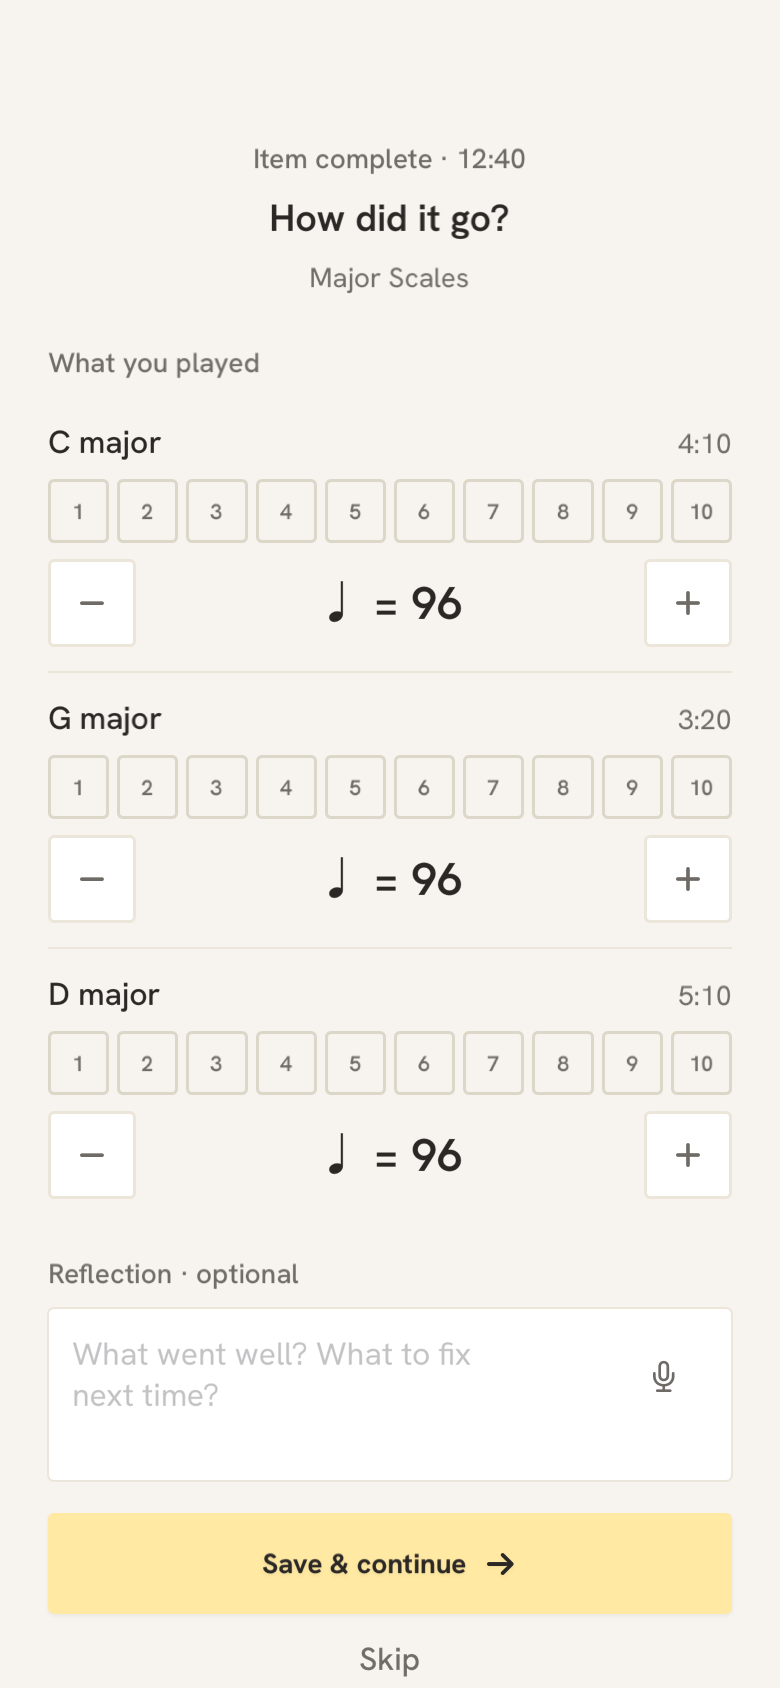 Item complete · 12:40
How did it go?
Major Scales
What you played
C major 4:10
1 2 3 4 5 6 7 8 9 10
− ♩ = 96 +
G major 3:20
1 2 3 4 5 6 7 8 9 10
− ♩ = 96 +
D major 5:10
1 2 3 4 5 6 7 8 9 10
− ♩ = 96 +
Reflection · optional
What went well? What to fix
next time?
Save & continue →
Skip